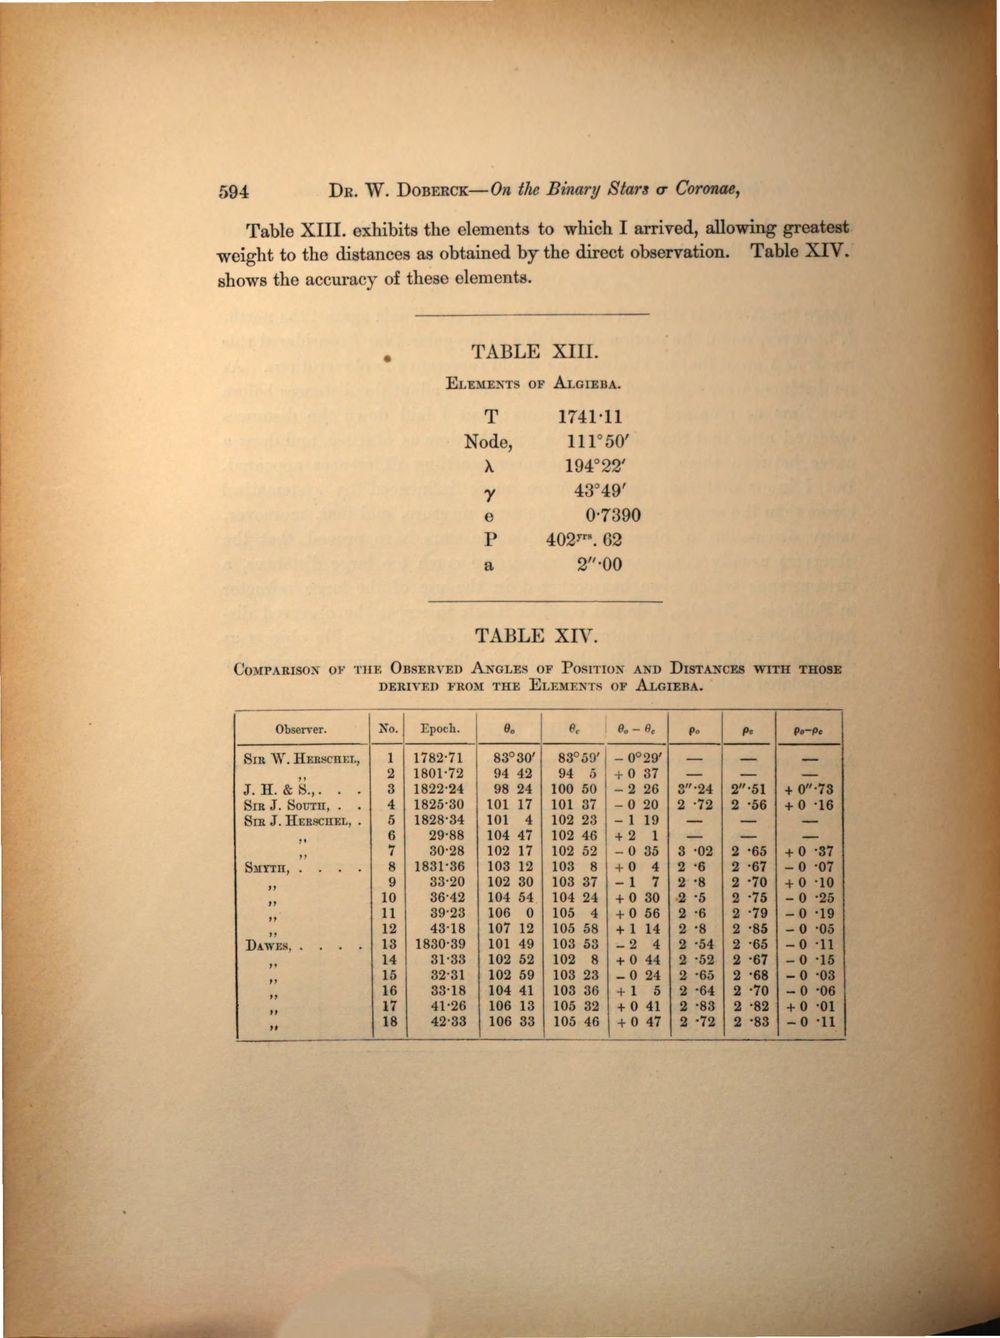 594 DR. W. DOBERCK—On the Binary Stars σ Coronae,
Table XIII. exhibits the elements to which I arrived, allowing greatest
weight to the distances as obtained by the direct observation. Table XIV.
shows the accuracy of these elements.
TABLE XIII.
ELEMENTS OF ALGIEBA.
T 1741·11
Node, 111°50′
λ 194°22′
γ 43°49′
e 0·7390
P 402yrs. 62
a 2″·00
TABLE XIV.
COMPARISON OF THE OBSERVED ANGLES OF POSITION AND DISTANCES WITH THOSE
DERIVED FROM THE ELEMENTS OF ALGIEBA.
Observer. No. Epoch. θo θc θo – θc ρo ρc ρo–ρc
SIR W. HERSCHEL, 1 1782·71 83°30′ 83°59′ – 0°29′ — — —
,, 2 1801·72 94 42 94 5 + 0 37 — — —
J. H. & S., . . . 3 1822·24 98 24 100 50 – 2 26 3″·24 2″·51 + 0″·73
SIR J. SOUTH, . . 4 1825·30 101 17 101 37 – 0 20 2 ·72 2 ·56 + 0 ·16
SIR J. HERSCHEL, . 5 1828·34 101 4 102 23 – 1 19 — — —
,, 6 29·88 104 47 102 46 + 2 1 — — —
,, 7 30·28 102 17 102 52 – 0 35 3 ·02 2 ·65 + 0 ·37
SMYTH, . . . . 8 1831·36 103 12 103 8 + 0 4 2 ·6 2 ·67 – 0 ·07
,, 9 33·20 102 30 103 37 – 1 7 2 ·8 2 ·70 + 0 ·10
,, 10 36·42 104 54 104 24 + 0 30 2 ·5 2 ·75 – 0 ·25
,, 11 39·23 106 0 105 4 + 0 56 2 ·6 2 ·79 – 0 ·19
,, 12 43·18 107 12 105 58 + 1 14 2 ·8 2 ·85 – 0 ·05
DAWES, . . . . 13 1830·39 101 49 103 53 – 2 4 2 ·54 2 ·65 – 0 ·11
,, 14 31·33 102 52 102 8 + 0 44 2 ·52 2 ·67 – 0 ·15
,, 15 32·31 102 59 103 23 – 0 24 2 ·65 2 ·68 – 0 ·03
,, 16 33·18 104 41 103 36 + 1 5 2 ·64 2 ·70 – 0 ·06
,, 17 41·26 106 13 105 32 + 0 41 2 ·83 2 ·82 + 0 ·01
,, 18 42·33 106 33 105 46 + 0 47 2 ·72 2 ·83 – 0 ·11